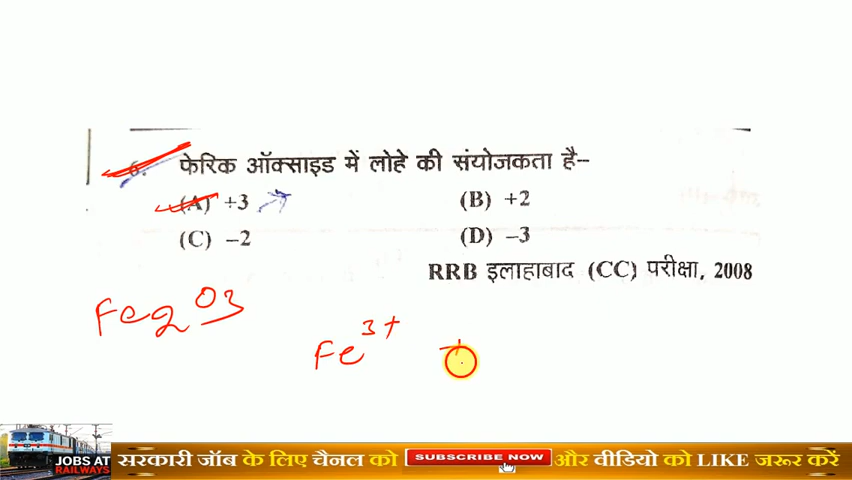 6. फेरिक ऑक्साइड में लोहे की संयोजकता है–
(A) +3 (B) +2
(C) –2 (D) –3
RRB इलाहाबाद (CC) परीक्षा, 2008
Fe2O3
Fe3+ +
JOBS AT RAILWAYS
सरकारी जॉब के लिए चैनल को SUBSCRIBE NOW और वीडियो को LIKE जरूर करें